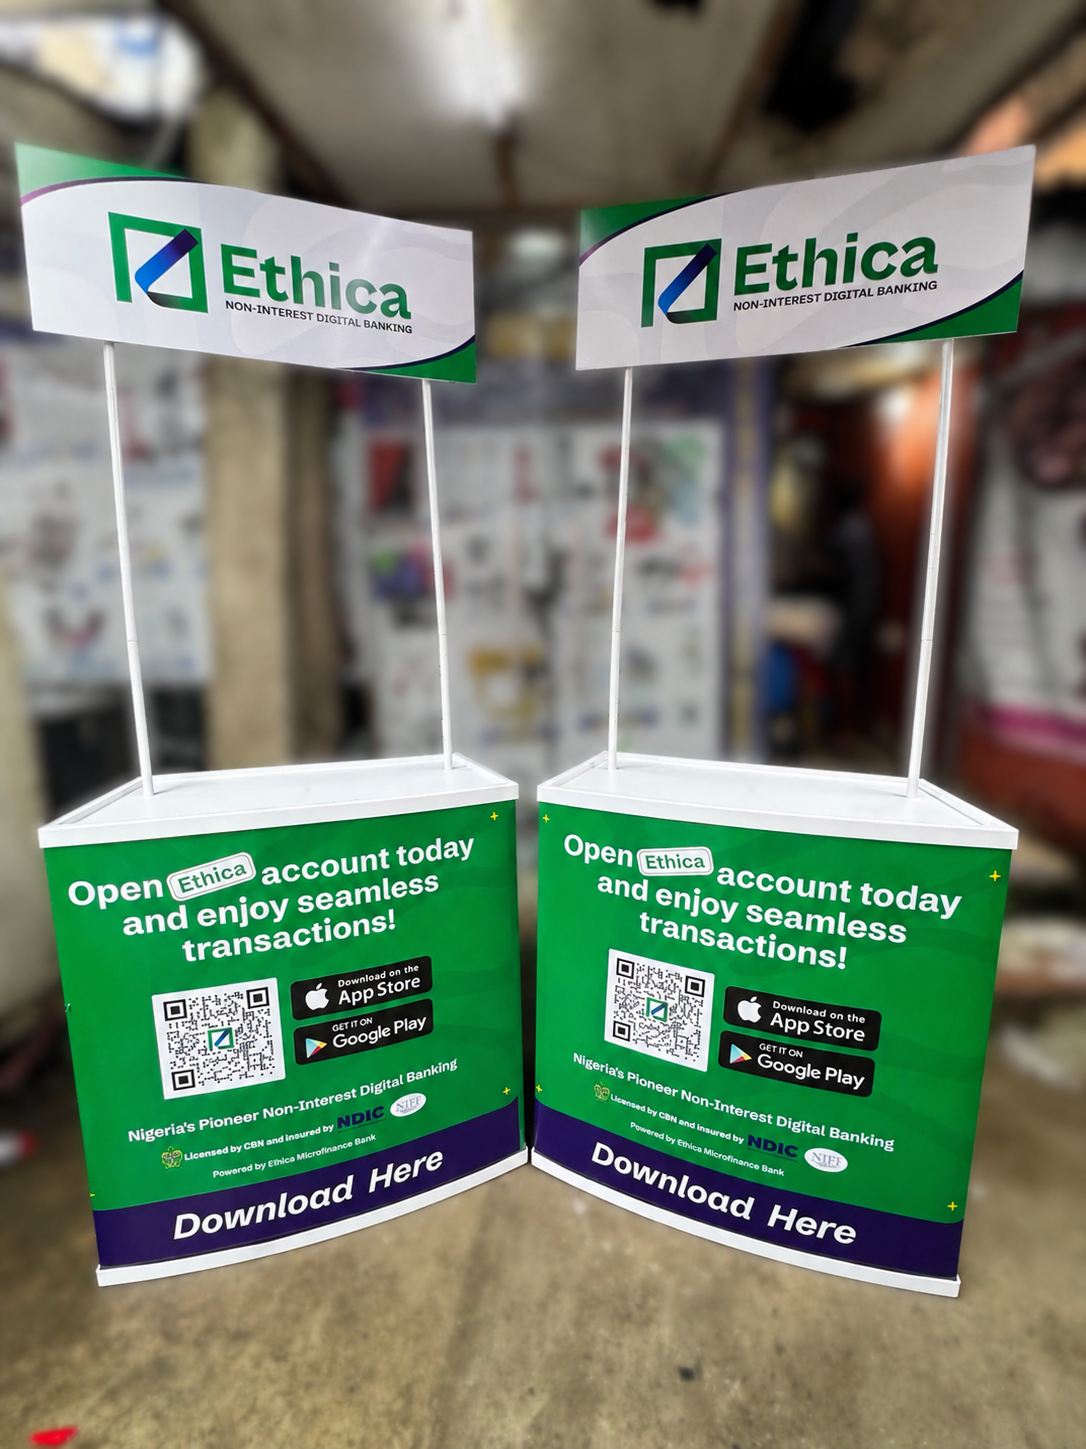 Ethica
NON-INTEREST DIGITAL BANKING
Open Ethica account today
and enjoy seamless
transactions!
Download on the
App Store
GET IT ON
Google Play
Nigeria's Pioneer Non-Interest Digital Banking
Licensed by CBN and insured by NDIC NIFI
Powered by Ethica Microfinance Bank
Download Here
Ethica
NON-INTEREST DIGITAL BANKING
Open Ethica account today
and enjoy seamless
transactions!
Download on the
App Store
GET IT ON
Google Play
Nigeria's Pioneer Non-Interest Digital Banking
Licensed by CBN and insured by NDIC NIFI
Powered by Ethica Microfinance Bank
Download Here